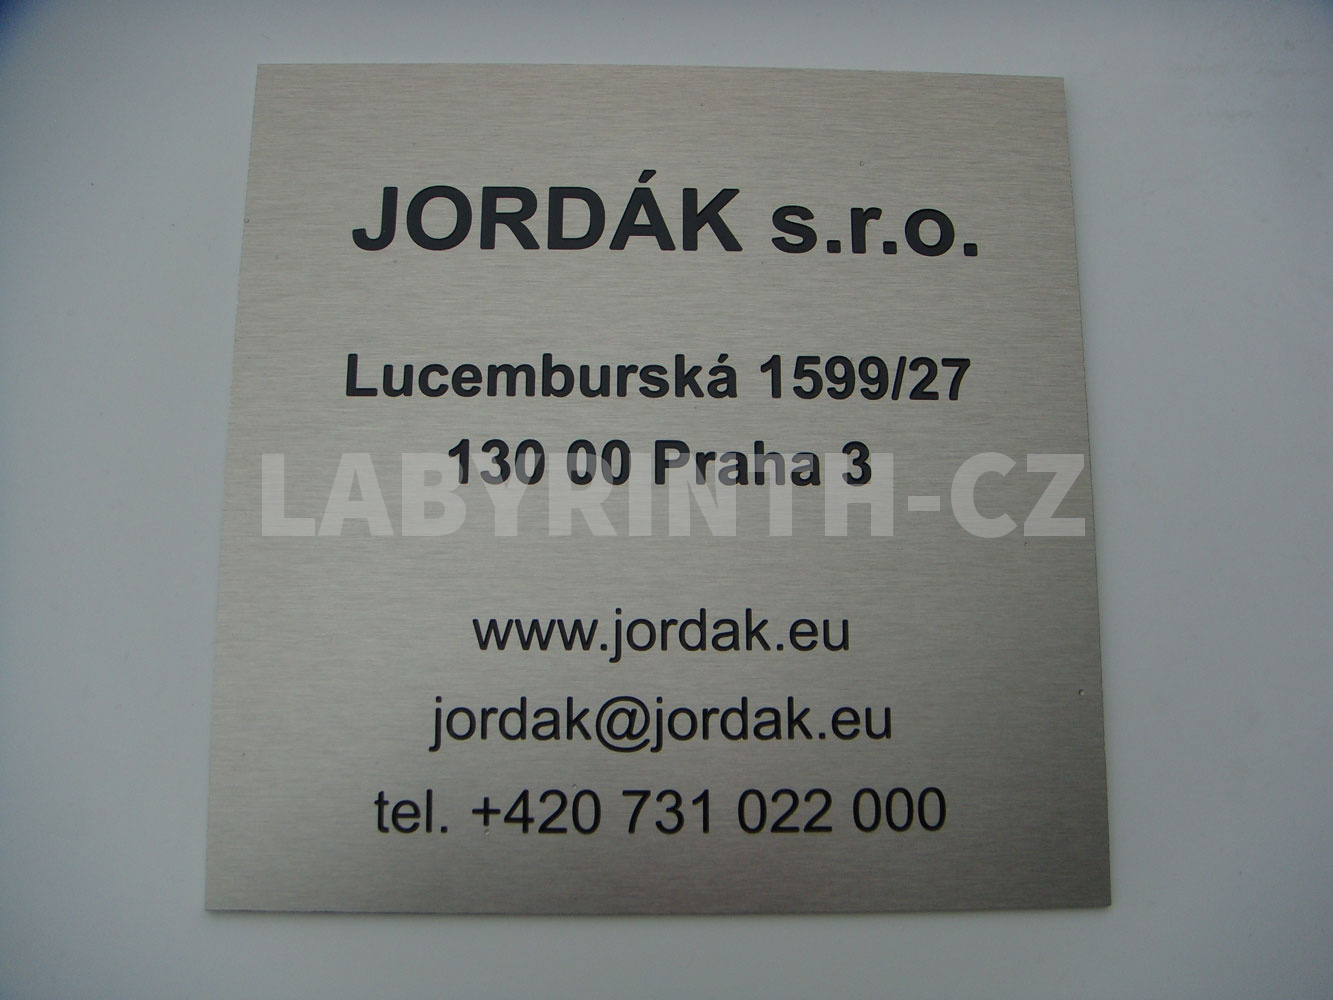 JORDÁK s.r.o.
Lucemburská 1599/27
130 00 Praha 3
LABYRINTH-CZ
www.jordak.eu
jordak@jordak.eu
tel. +420 731 022 000